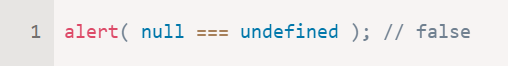 1 alert( null === undefined ); // false